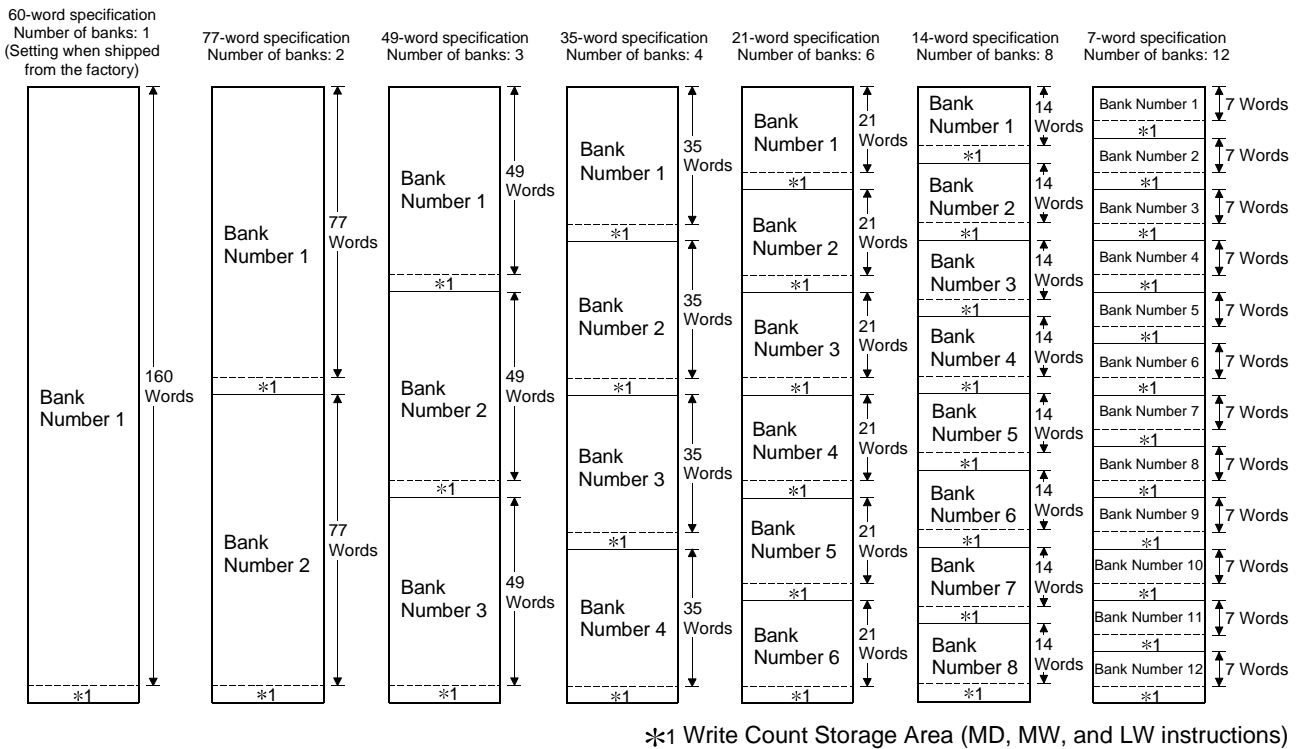 60-word specification
Number of banks: 1
(Setting when shipped
from the factory)
Bank
Number 1
160
Words
*1
77-word specification
Number of banks: 2
Bank
Number 1
77
Words
*1
Bank
Number 2
77
Words
*1
49-word specification
Number of banks: 3
Bank
Number 1
49
Words
*1
Bank
Number 2
49
Words
*1
Bank
Number 3
49
Words
*1
35-word specification
Number of banks: 4
Bank
Number 1
35
Words
*1
Bank
Number 2
35
Words
*1
Bank
Number 3
35
Words
*1
Bank
Number 4
35
Words
*1
21-word specification
Number of banks: 6
Bank
Number 1
21
Words
*1
Bank
Number 2
21
Words
*1
Bank
Number 3
21
Words
*1
Bank
Number 4
21
Words
*1
Bank
Number 5
21
Words
*1
Bank
Number 6
21
Words
*1
14-word specification
Number of banks: 8
Bank
Number 1
14
Words
*1
Bank
Number 2
14
Words
*1
Bank
Number 3
14
Words
*1
Bank
Number 4
14
Words
*1
Bank
Number 5
14
Words
*1
Bank
Number 6
14
Words
*1
Bank
Number 7
14
Words
*1
Bank
Number 8
14
Words
*1
7-word specification
Number of banks: 12
Bank Number 1
7 Words
*1
Bank Number 2
7 Words
*1
Bank Number 3
7 Words
*1
Bank Number 4
7 Words
*1
Bank Number 5
7 Words
*1
Bank Number 6
7 Words
*1
Bank Number 7
7 Words
*1
Bank Number 8
7 Words
*1
Bank Number 9
7 Words
*1
Bank Number 10
7 Words
*1
Bank Number 11
7 Words
*1
Bank Number 12
7 Words
*1
*1 Write Count Storage Area (MD, MW, and LW instructions)